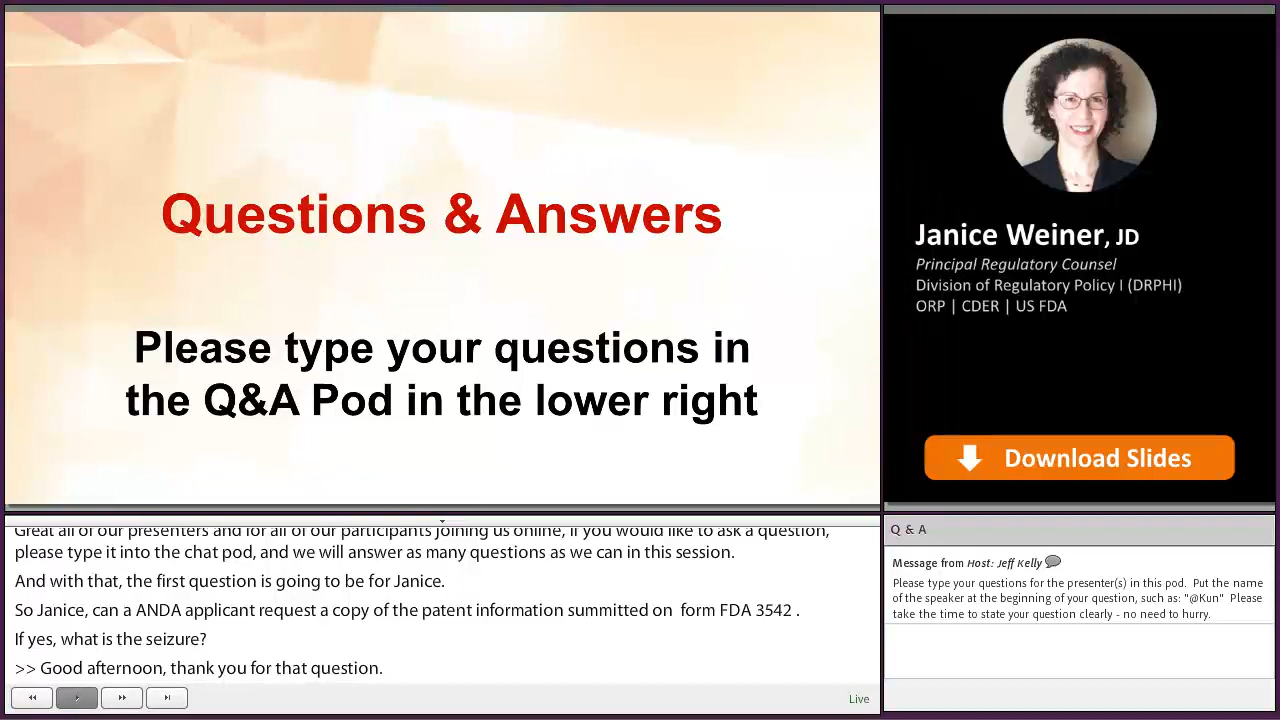 Questions & Answers
Please type your questions in
the Q&A Pod in the lower right
Janice Weiner, JD
Principal Regulatory Counsel
Division of Regulatory Policy I (DRPHI)
ORP | CDER | US FDA
Download Slides
Great all of our presenters and for all of our participants joining us online, if you would like to ask a question,
please type it into the chat pod, and we will answer as many questions as we can in this session.
And with that, the first question is going to be for Janice.
So Janice, can a ANDA applicant request a copy of the patent information summitted on form FDA 3542 .
If yes, what is the seizure?
>> Good afternoon, thank you for that question.
Live
Q & A
Message from Host: Jeff Kelly
Please type your questions for the presenter(s) in this pod. Put the name
of the speaker at the beginning of your question, such as: "@Kun" Please
take the time to state your question clearly - no need to hurry.